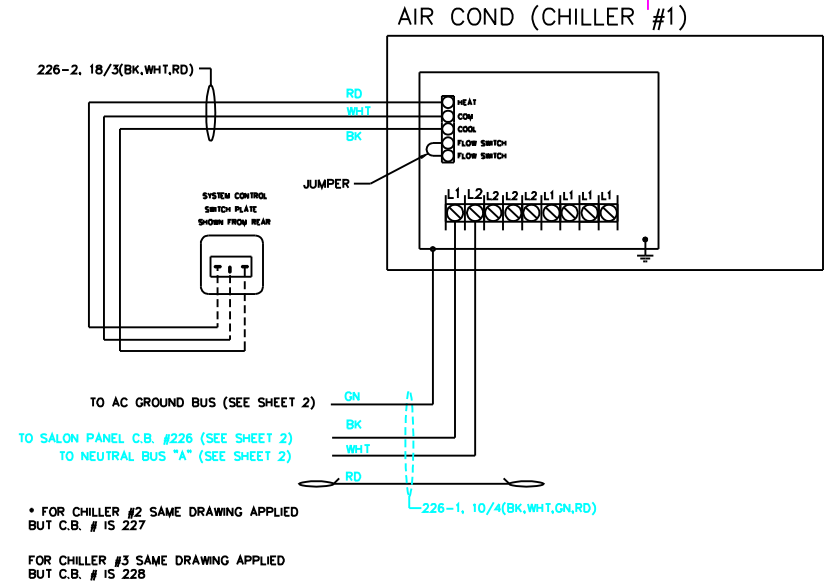 AIR COND (CHILLER #1)
226-2, 18/3(BK,WHT,RD)
RD
WHT
BK
HEAT
COM
COOL
FLOW SWITCH
FLOW SWITCH
JUMPER
L1 L2 L2 L2 L2 L1 L1 L1 L1
SYSTEM CONTROL
SWITCH PLATE
SHOWN FROM REAR
TO AC GROUND BUS (SEE SHEET 2)
GN
TO SALON PANEL C.B. #226 (SEE SHEET 2)
BK
TO NEUTRAL BUS "A" (SEE SHEET 2)
WHT
RD
226-1, 10/4(BK,WHT,GN,RD)
* FOR CHILLER #2 SAME DRAWING APPLIED
BUT C.B. # IS 227
FOR CHILLER #3 SAME DRAWING APPLIED
BUT C.B. # IS 228